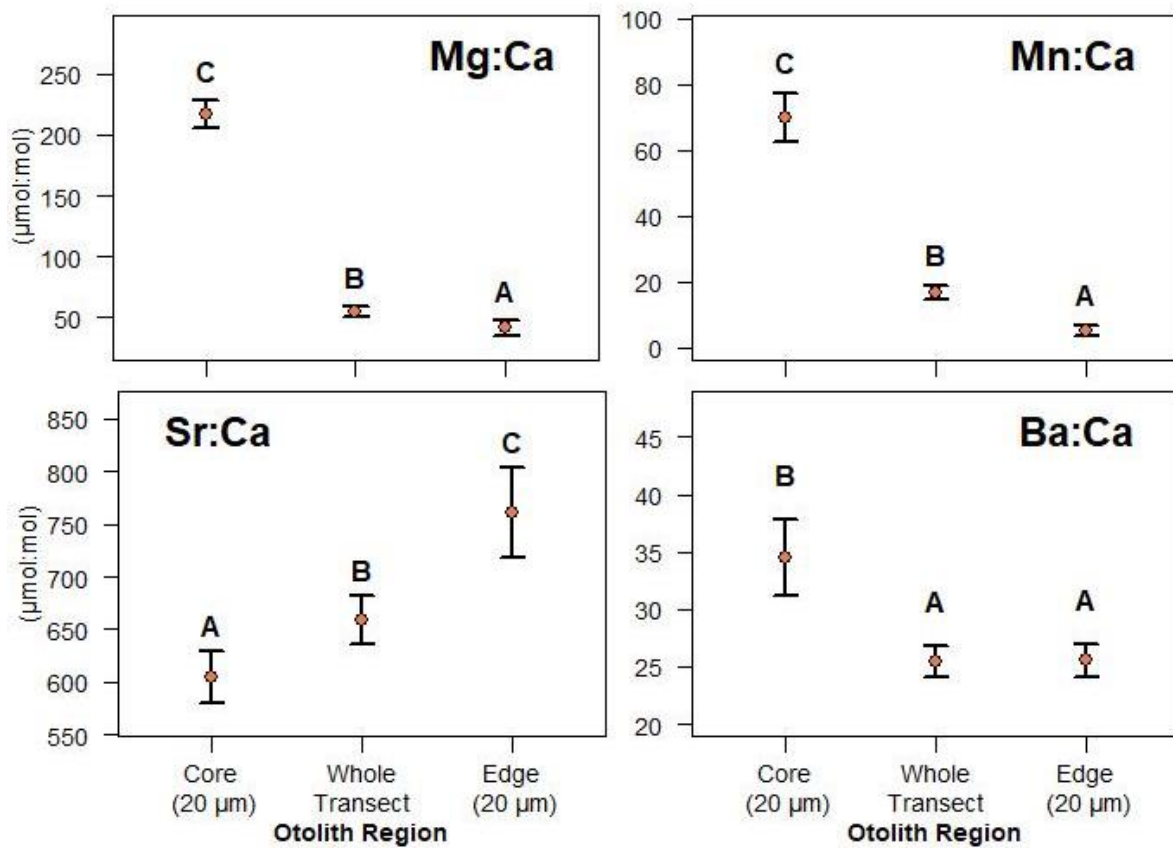 Mg:Ca
C
B
A
250
200
150
100
50
(µmol:mol)
Mn:Ca
C
B
A
100
80
60
40
20
0
Sr:Ca
C
B
A
850
800
750
700
650
600
550
(µmol:mol)
Core Whole Edge
(20 µm) Transect (20 µm)
Otolith Region
Ba:Ca
B
A A
45
40
35
30
25
20
Core Whole Edge
(20 µm) Transect (20 µm)
Otolith Region